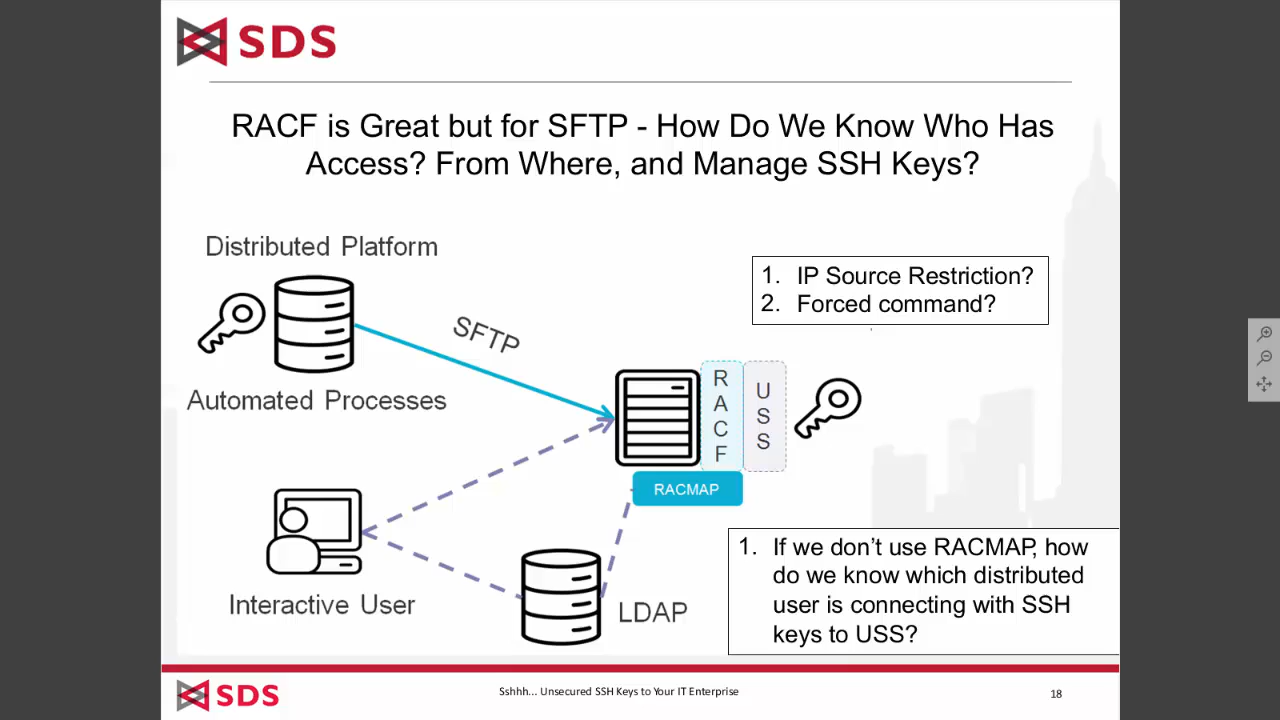 SDS
RACF is Great but for SFTP - How Do We Know Who Has
Access? From Where, and Manage SSH Keys?
Distributed Platform
1. IP Source Restriction?
2. Forced command?
SFTP
Automated Processes
R
A
C
F
U
S
S
RACMAP
Interactive User
LDAP
1. If we don’t use RACMAP, how
do we know which distributed
user is connecting with SSH
keys to USS?
SDS
Sshhh... Unsecured SSH Keys to Your IT Enterprise
18